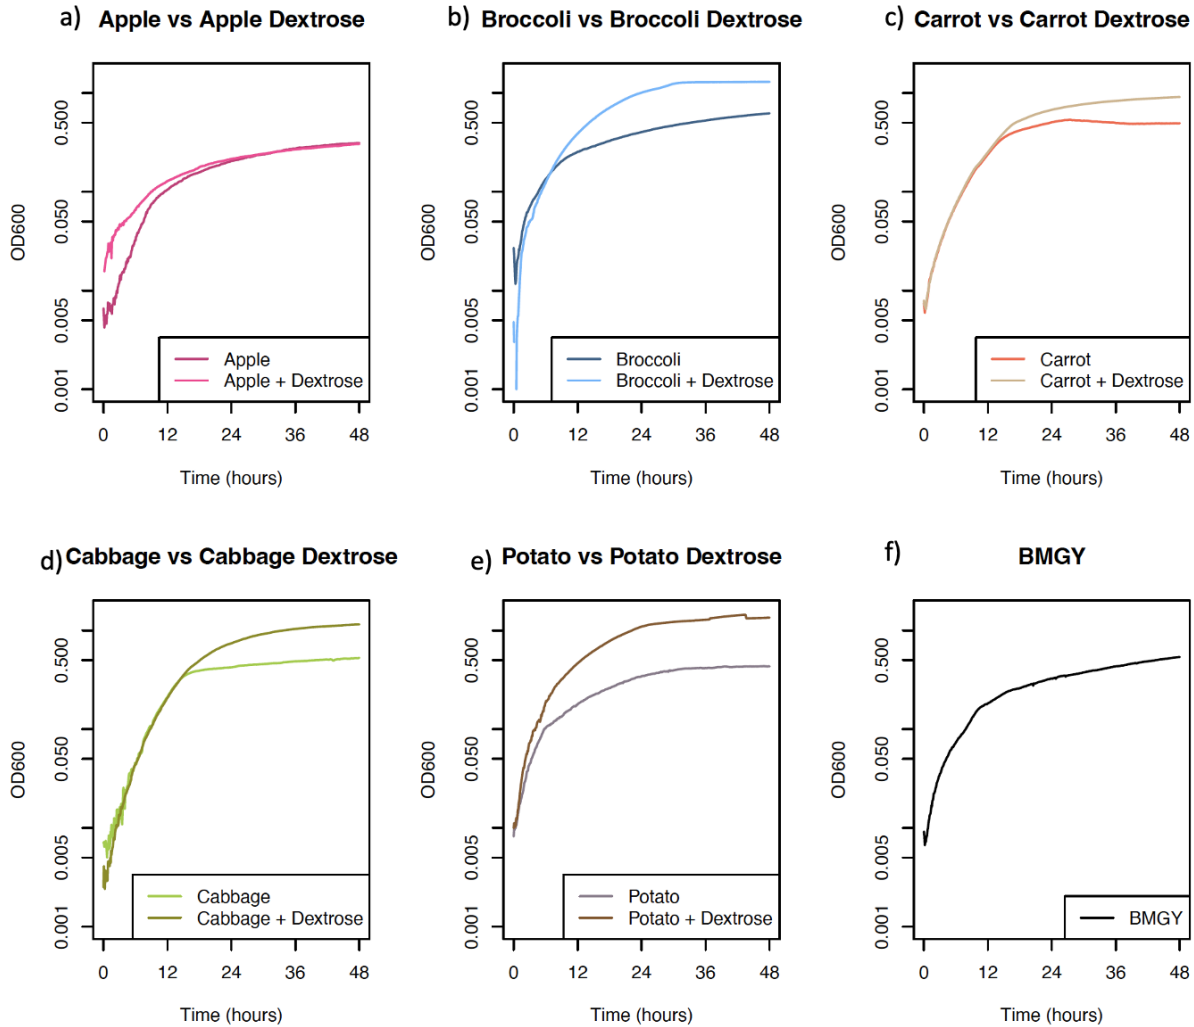 a) Apple vs Apple Dextrose
OD600
0.500
0.050
0.005
0.001
Apple
Apple + Dextrose
0 12 24 36 48
Time (hours)
b) Broccoli vs Broccoli Dextrose
OD600
0.500
0.050
0.005
0.001
Broccoli
Broccoli + Dextrose
0 12 24 36 48
Time (hours)
c) Carrot vs Carrot Dextrose
OD600
0.500
0.050
0.005
0.001
Carrot
Carrot + Dextrose
0 12 24 36 48
Time (hours)
d) Cabbage vs Cabbage Dextrose
OD600
0.500
0.050
0.005
0.001
Cabbage
Cabbage + Dextrose
0 12 24 36 48
Time (hours)
e) Potato vs Potato Dextrose
OD600
0.500
0.050
0.005
0.001
Potato
Potato + Dextrose
0 12 24 36 48
Time (hours)
f) BMGY
OD600
0.500
0.050
0.005
0.001
BMGY
0 12 24 36 48
Time (hours)